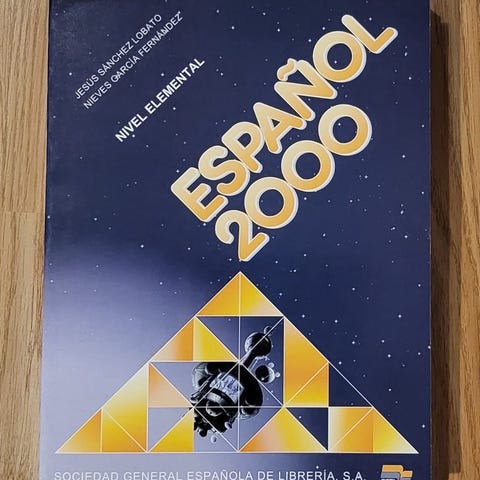 JESÚS SÁNCHEZ LOBATO
NIEVES GARCÍA FERNÁNDEZ
NIVEL ELEMENTAL
ESPAÑOL
2000
SOCIEDAD GENERAL ESPAÑOLA DE LIBRERÍA, S.A.